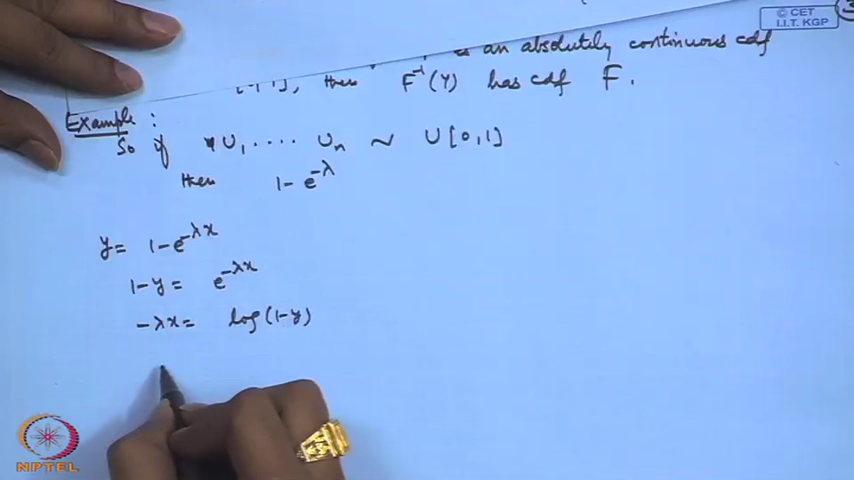 © CET
I.I.T. KGP
is an absolutely continuous cdf
then F⁻¹(Y) has cdf F.
Example :
So if U₁, .... Uₙ ~ U[0,1]
then 1 - e^{-λ}
y = 1 - e^{-λx}
1 - y = e^{-λx}
-λx = log(1-y)
NPTEL